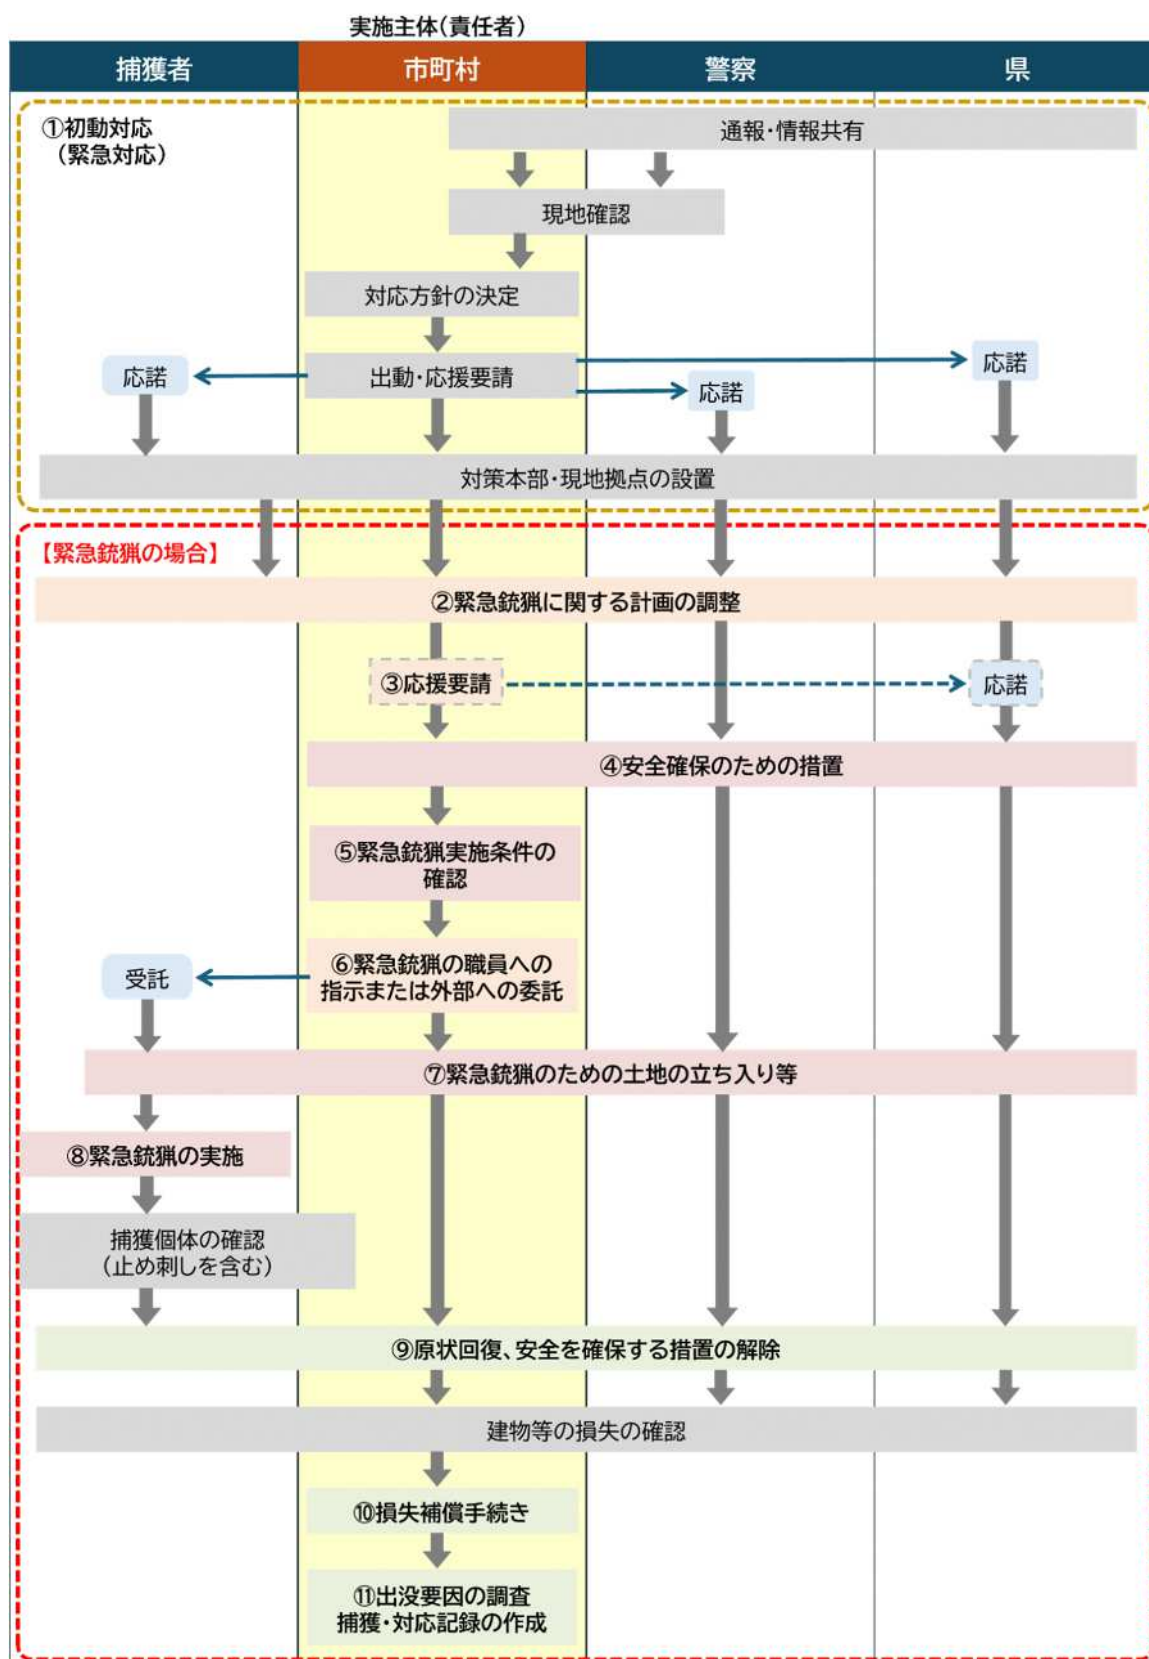 実施主体(責任者)
捕獲者
市町村
警察
県
①初動対応
(緊急対応)
通報・情報共有
現地確認
対応方針の決定
出動・応援要請
応諾
応諾
応諾
対策本部・現地拠点の設置
【緊急銃猟の場合】
②緊急銃猟に関する計画の調整
③応援要請
応諾
④安全確保のための措置
⑤緊急銃猟実施条件の
確認
⑥緊急銃猟の職員への
指示または外部への委託
受託
⑦緊急銃猟のための土地の立ち入り等
⑧緊急銃猟の実施
捕獲個体の確認
(止め刺しを含む)
⑨原状回復、安全を確保する措置の解除
建物等の損失の確認
⑩損失補償手続き
⑪出没要因の調査
捕獲・対応記録の作成